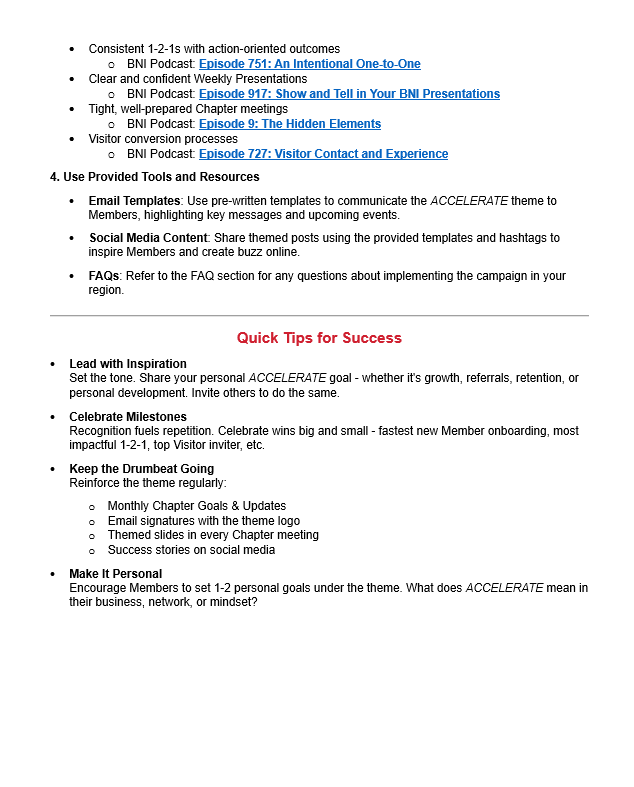 • Consistent 1-2-1s with action-oriented outcomes
o BNI Podcast: Episode 751: An Intentional One-to-One
• Clear and confident Weekly Presentations
o BNI Podcast: Episode 917: Show and Tell in Your BNI Presentations
• Tight, well-prepared Chapter meetings
o BNI Podcast: Episode 9: The Hidden Elements
• Visitor conversion processes
o BNI Podcast: Episode 727: Visitor Contact and Experience
4. Use Provided Tools and Resources
• Email Templates: Use pre-written templates to communicate the ACCELERATE theme to
Members, highlighting key messages and upcoming events.
• Social Media Content: Share themed posts using the provided templates and hashtags to
inspire Members and create buzz online.
• FAQs: Refer to the FAQ section for any questions about implementing the campaign in your
region.
Quick Tips for Success
• Lead with Inspiration
Set the tone. Share your personal ACCELERATE goal - whether it's growth, referrals, retention, or
personal development. Invite others to do the same.
• Celebrate Milestones
Recognition fuels repetition. Celebrate wins big and small - fastest new Member onboarding, most
impactful 1-2-1, top Visitor inviter, etc.
• Keep the Drumbeat Going
Reinforce the theme regularly:
o Monthly Chapter Goals & Updates
o Email signatures with the theme logo
o Themed slides in every Chapter meeting
o Success stories on social media
• Make It Personal
Encourage Members to set 1-2 personal goals under the theme. What does ACCELERATE mean in
their business, network, or mindset?